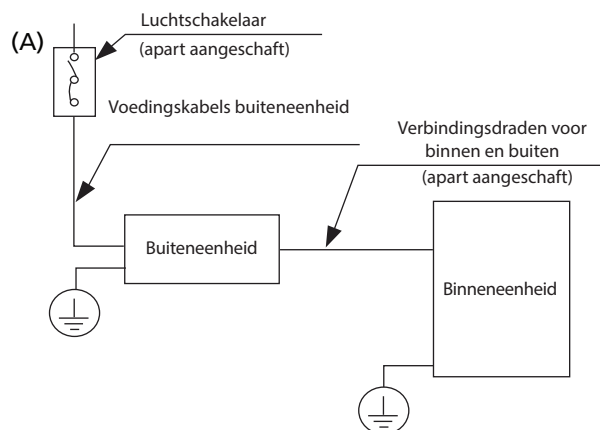 (A)
Luchtschakelaar
(apart aangeschaft)
Voedingskabels buiteneenheid
Verbindingsdraden voor
binnen en buiten
(apart aangeschaft)
Buiteneenheid
Binneneenheid